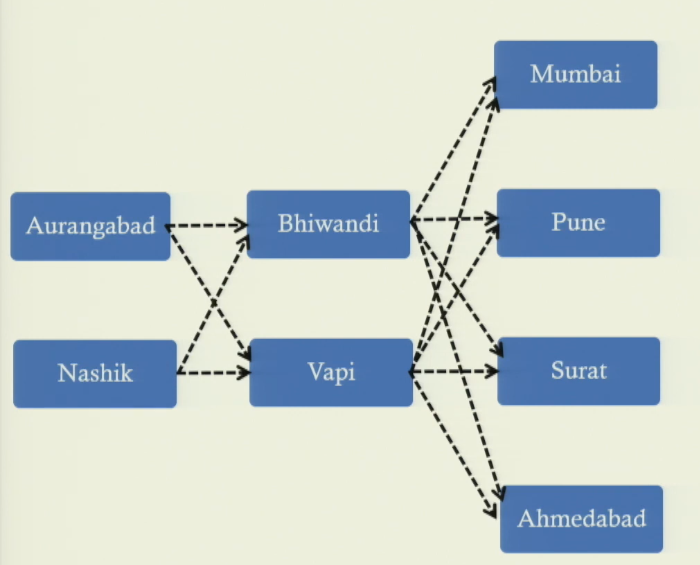 Mumbai
Aurangabad
Bhiwandi
Pune
Nashik
Vapi
Surat
Ahmedabad